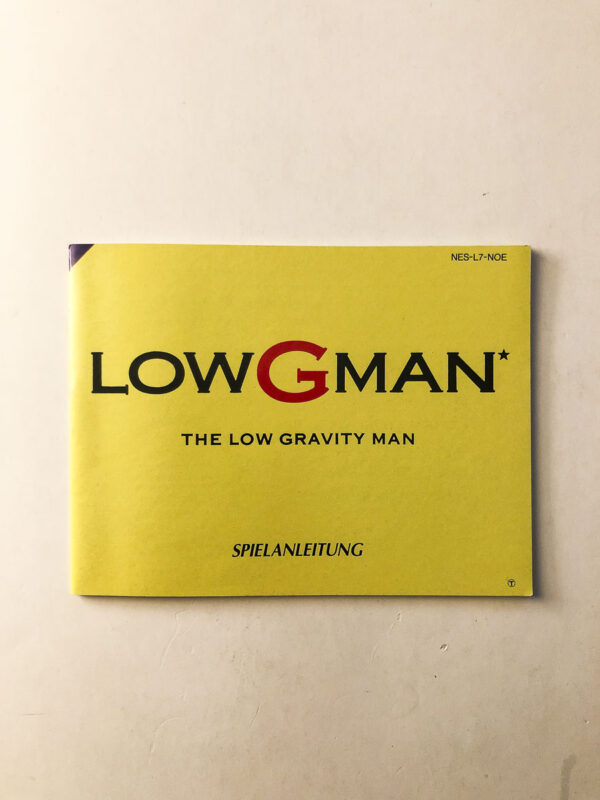 NES-L7-NOE
LOWGMAN★
THE LOW GRAVITY MAN
SPIELANLEITUNG
Ⓣ